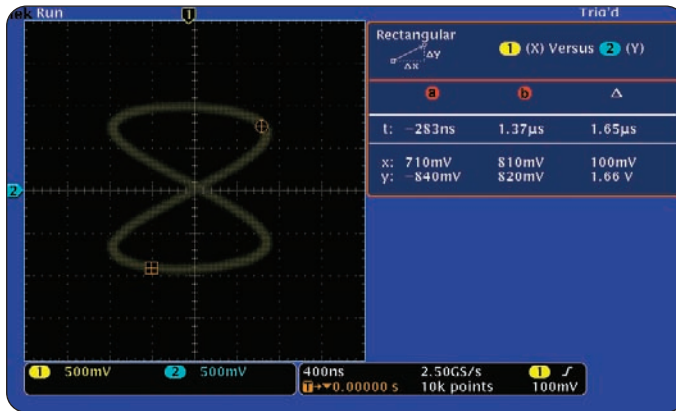 Run Trig'd
1
Rectangular
ΔY
ΔX
1 (X) Versus 2 (Y)
a b Δ
t: -283ns 1.37μs 1.65μs
x: 710mV 810mV 100mV
y: -840mV 820mV 1.66 V
2
1 500mV 2 500mV 400ns 2.50GS/s 1
T→▼0.00000 s 10k points 100mV